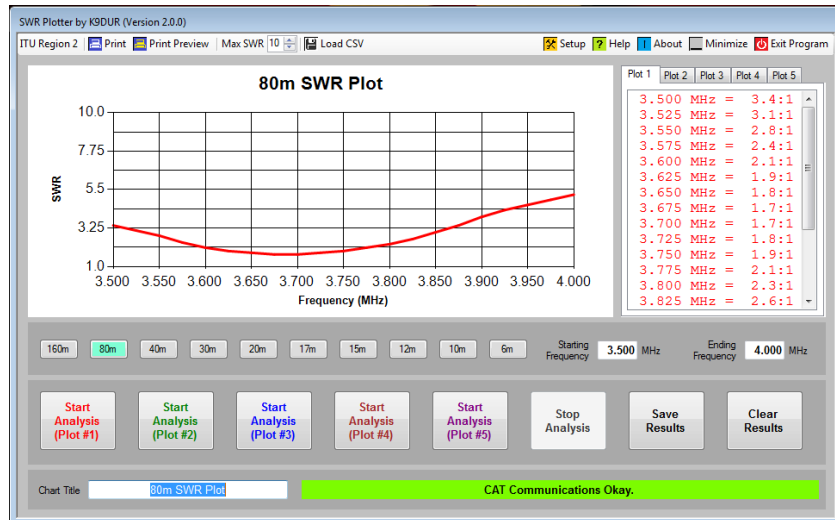 SWR Plotter by K9DUR (Version 2.0.0)
ITU Region 2 Print Print Preview Max SWR 10 Load CSV Setup ? Help About Minimize Exit Program
80m SWR Plot
10.0
7.75
5.5
3.25
1.0
SWR
3.500 3.550 3.600 3.650 3.700 3.750 3.800 3.850 3.900 3.950 4.000
Frequency (MHz)
Plot 1 Plot 2 Plot 3 Plot 4 Plot 5
3.500 MHz = 3.4:1
3.525 MHz = 3.1:1
3.550 MHz = 2.8:1
3.575 MHz = 2.4:1
3.600 MHz = 2.1:1
3.625 MHz = 1.9:1
3.650 MHz = 1.8:1
3.675 MHz = 1.7:1
3.700 MHz = 1.7:1
3.725 MHz = 1.8:1
3.750 MHz = 1.9:1
3.775 MHz = 2.1:1
3.800 MHz = 2.3:1
3.825 MHz = 2.6:1
160m 80m 40m 30m 20m 17m 15m 12m 10m 6m
Starting
Frequency 3.500 MHz
Ending
Frequency 4.000 MHz
Start
Analysis
(Plot #1)
Start
Analysis
(Plot #2)
Start
Analysis
(Plot #3)
Start
Analysis
(Plot #4)
Start
Analysis
(Plot #5)
Stop
Analysis
Save
Results
Clear
Results
Chart Title 80m SWR Plot
CAT Communications Okay.